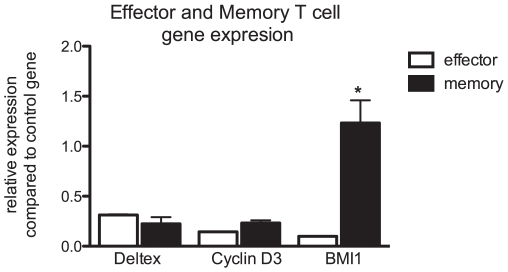 Effector and Memory T cell
gene expresion
relative expression
compared to control gene
2.0
1.5
1.0
0.5
0.0
*
Deltex
Cyclin D3
BMI1
effector
memory